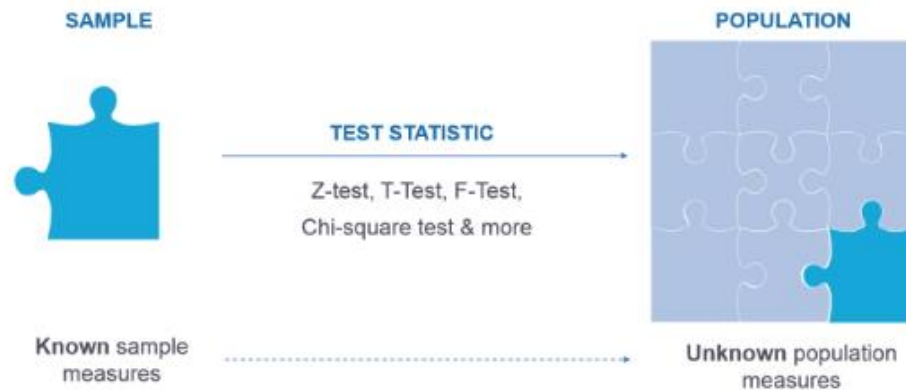 SAMPLE
POPULATION
TEST STATISTIC
Z-test, T-Test, F-Test,
Chi-square test & more
Known sample
measures
Unknown population
measures